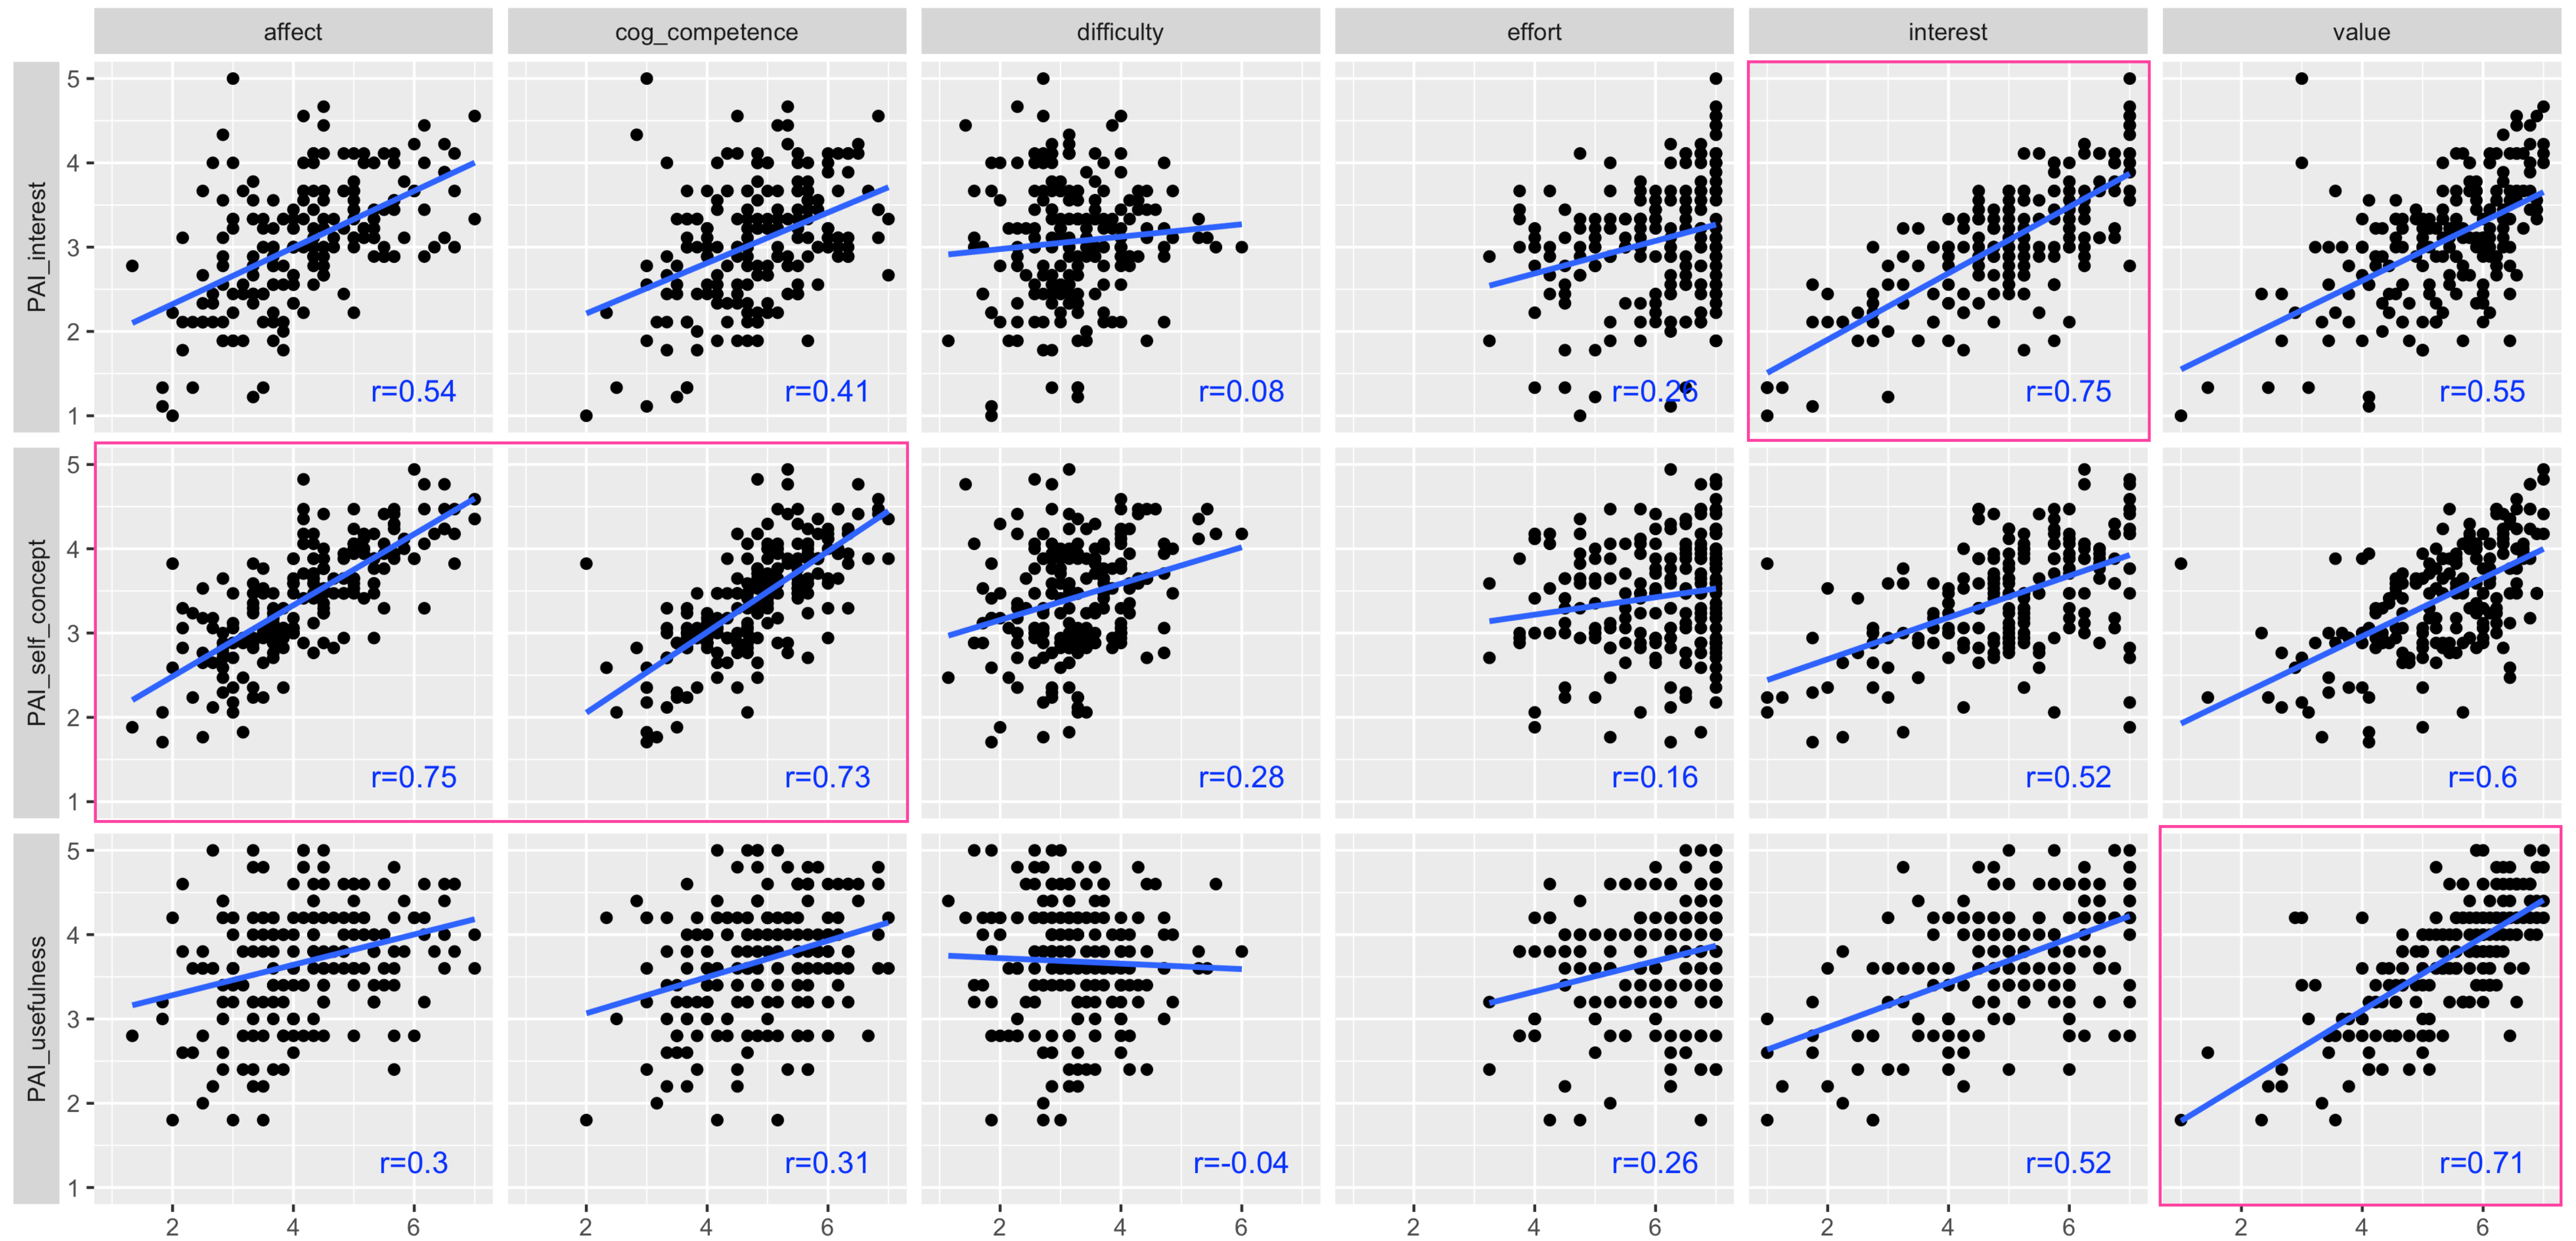 affect cog_competence difficulty effort interest value
PAI_interest
5
4
3
2
1
r=0.54 r=0.41 r=0.08 r=0.26 r=0.75 r=0.55
PAI_self_concept
5
4
3
2
1
r=0.75 r=0.73 r=0.28 r=0.16 r=0.52 r=0.6
PAI_usefulness
5
4
3
2
1
r=0.3 r=0.31 r=-0.04 r=0.26 r=0.52 r=0.71
2 4 6 2 4 6 2 4 6 2 4 6 2 4 6 2 4 6